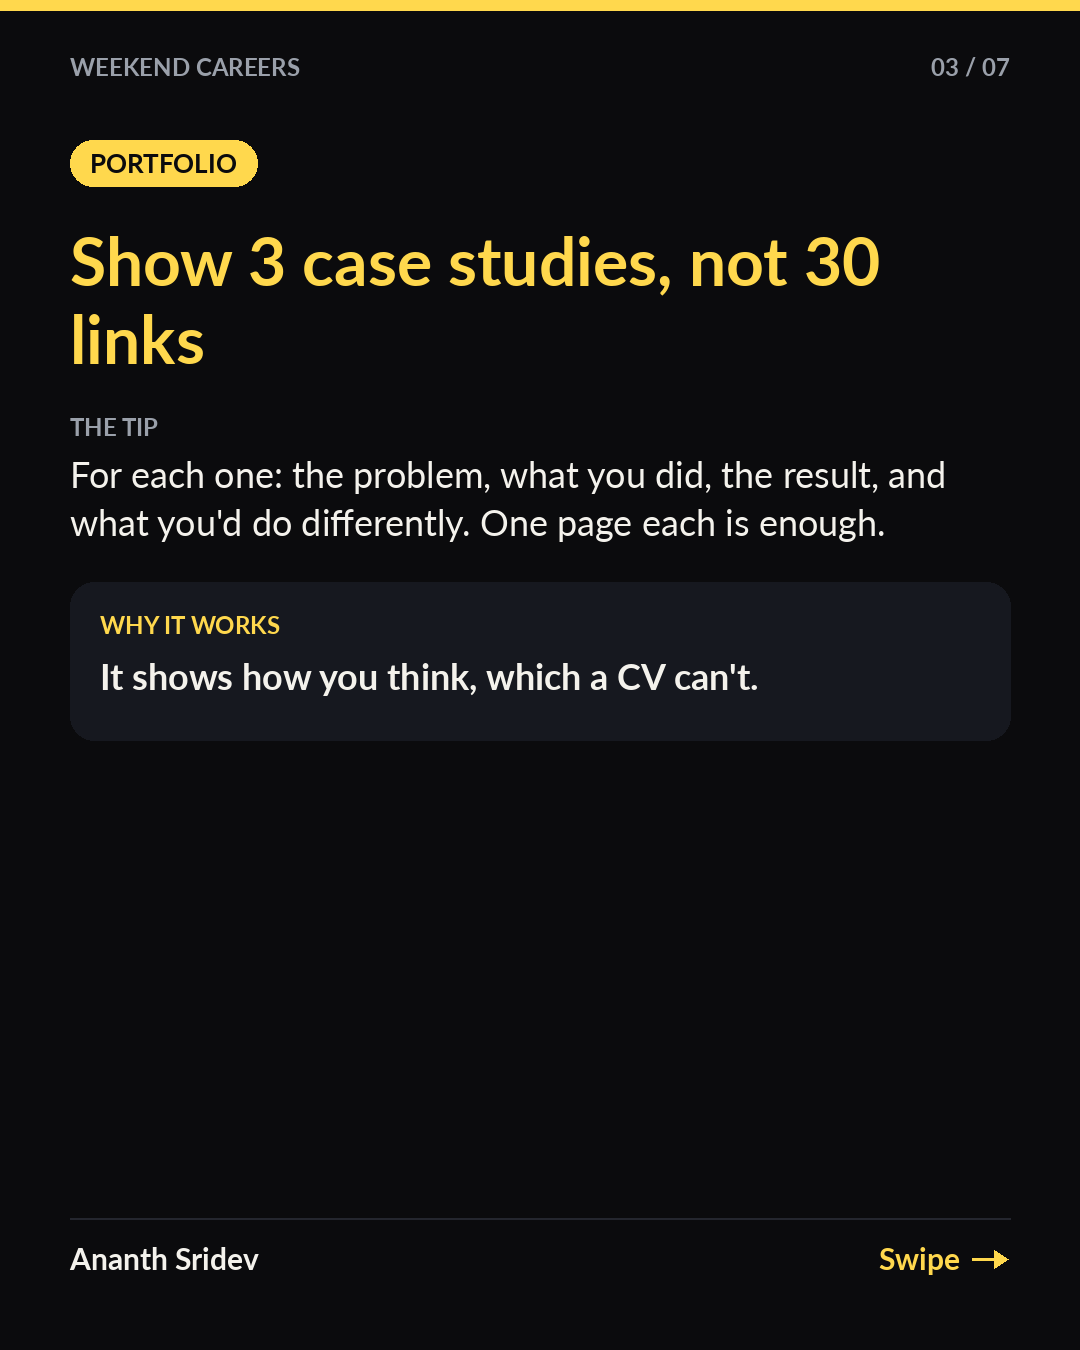 WEEKEND CAREERS
03 / 07
PORTFOLIO
Show 3 case studies, not 30
links
THE TIP
For each one: the problem, what you did, the result, and
what you'd do differently. One page each is enough.
WHY IT WORKS
It shows how you think, which a CV can't.
Ananth Sridev
Swipe →